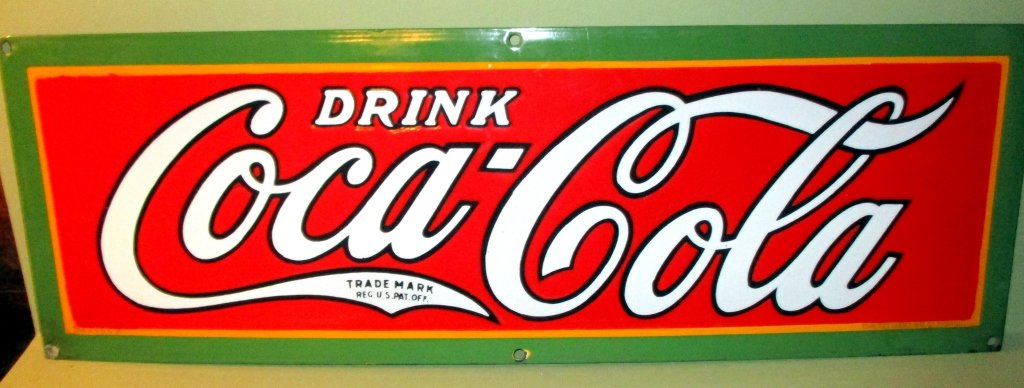 DRINK
Coca-Cola
TRADE MARK
REG. U.S. PAT. OFF.